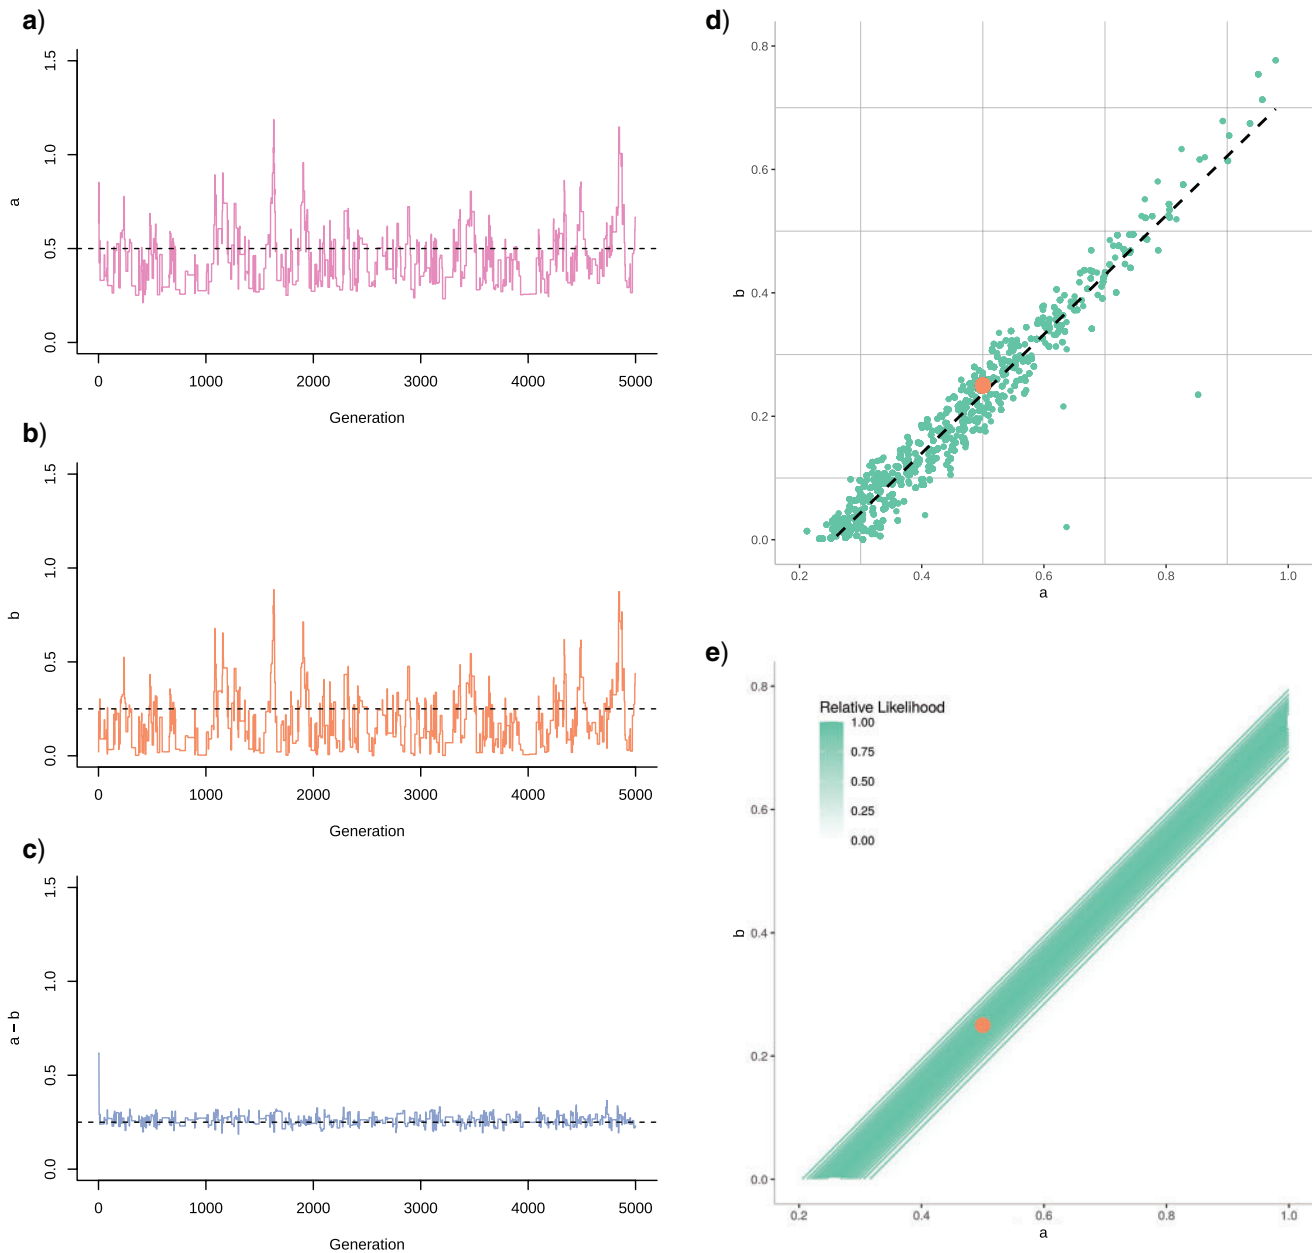 a)
1.5
1.0
0.5
0.0
a
0 1000 2000 3000 4000 5000
Generation
b)
1.5
1.0
0.5
0.0
b
0 1000 2000 3000 4000 5000
Generation
c)
1.5
1.0
0.5
0.0
a − b
0 1000 2000 3000 4000 5000
Generation
d)
0.8
0.6
0.4
0.2
0.0
b
0.2 0.4 0.6 0.8 1.0
a
e)
0.8
0.6
0.4
0.2
0.0
b
Relative Likelihood
1.00
0.75
0.50
0.25
0.00
0.2 0.4 0.6 0.8 1.0
a